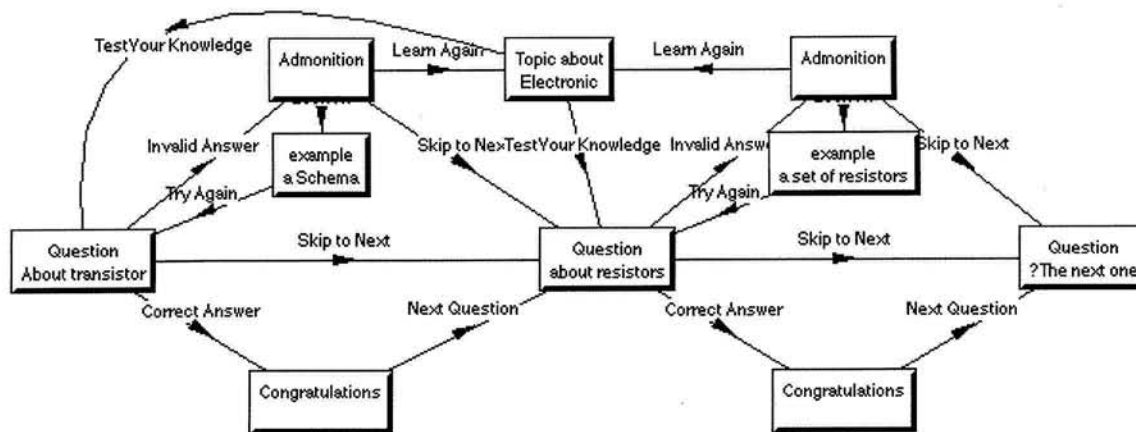 TestYour Knowledge
Admonition
Learn Again
Topic about
Electronic
Learn Again
Admonition
Invalid Answer
example
a Schema
Skip to Nex
TestYour Knowledge
Invalid Answe
example
a set of resistors
Skip to Next
Try Again
Try Again
Question
About transistor
Skip to Next
Question
about resistors
Skip to Next
Question
?The next one
Correct Answer
Next Question
Correct Answer
Next Question
Congratulations
Congratulations